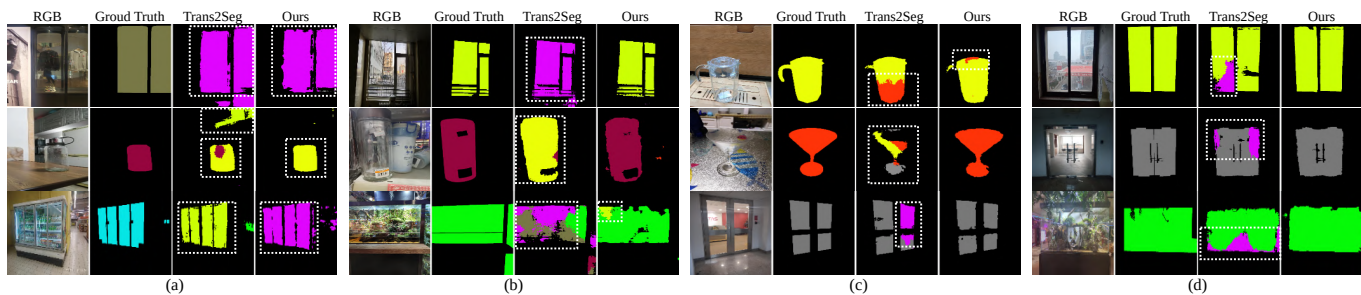 RGB Groud Truth Trans2Seg Ours RGB Groud Truth Trans2Seg Ours RGB Groud Truth Trans2Seg Ours RGB Groud Truth Trans2Seg Ours
(a) (b) (c) (d)